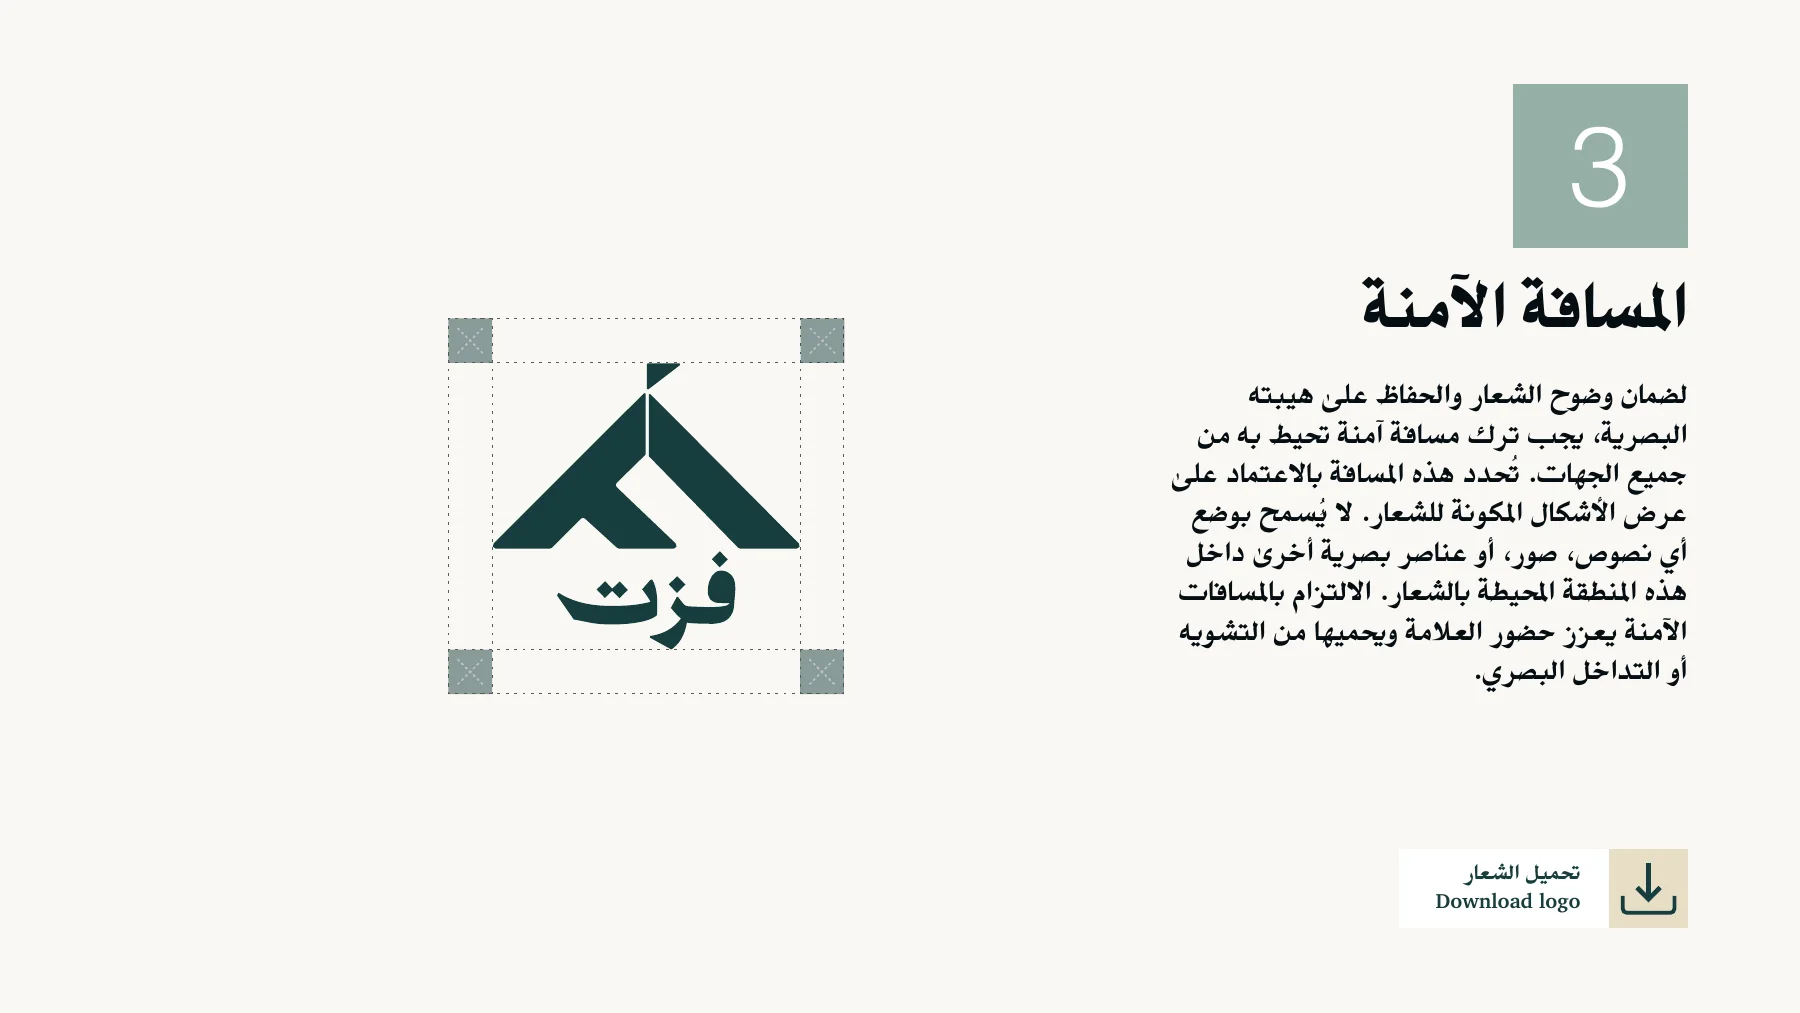 3
المسافة الآمنة
لضمان وضوح الشعار والحفاظ على هيبته
البصرية، يجب ترك مسافة آمنة تحيط به من
جميع الجهات. تُحدد هذه المسافة بالاعتماد على
عرض الأشكال المكونة للشعار. لا يُسمح بوضع
أي نصوص، صور، أو عناصر بصرية أخرى داخل
هذه المنطقة المحيطة بالشعار. الالتزام بالمسافات
الآمنة يعزز حضور العلامة ويحميها من التشويه
أو التداخل البصري.
فزت
تحميل الشعار
Download logo